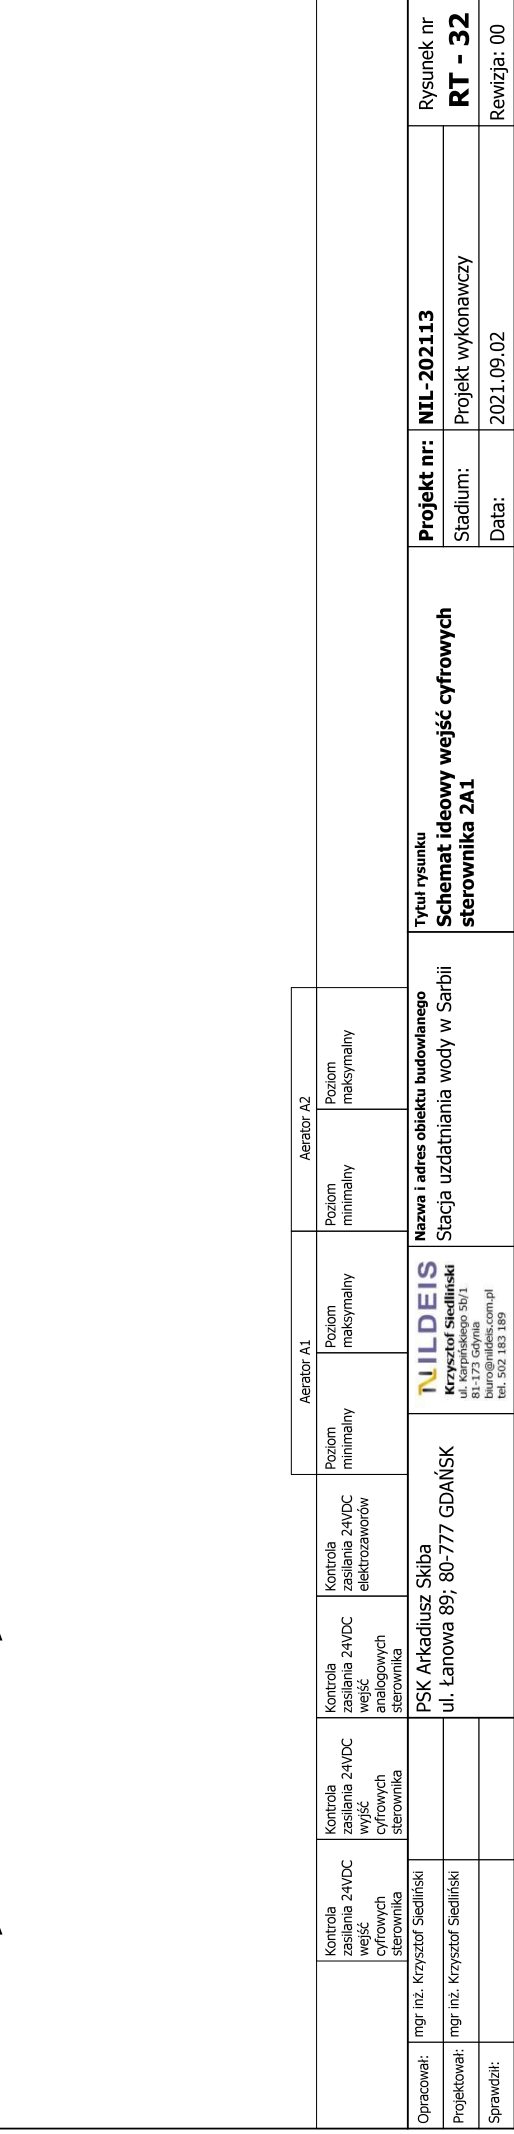 Aerator A1
Aerator A2
Kontrola
zasilania 24VDC
wejść
cyfrowych
sterownika
Kontrola
zasilania 24VDC
wyjść
cyfrowych
sterownika
Kontrola
zasilania 24VDC
wejść
analogowych
sterownika
Kontrola
zasilania 24VDC
elektrozaworów
Poziom
minimalny
Poziom
maksymalny
Poziom
minimalny
Poziom
maksymalny
Opracował:
mgr inż. Krzysztof Siedliński
Projektował:
mgr inż. Krzysztof Siedliński
Sprawdził:
PSK Arkadiusz Skiba
ul. Łanowa 89; 80-777 GDAŃSK
NILDEIS
Krzysztof Siedliński
ul. Karpińskiego 5b/1
81-173 Gdynia
biuro@nildeis.com.pl
tel. 502 183 189
Nazwa i adres obiektu budowlanego
Stacja uzdatniania wody w Sarbii
Tytuł rysunku
Schemat ideowy wejść cyfrowych
sterownika 2A1
Projekt nr: NIL-202113
Stadium: Projekt wykonawczy
Data: 2021.09.02
Rysunek nr
RT - 32
Rewizja: 00